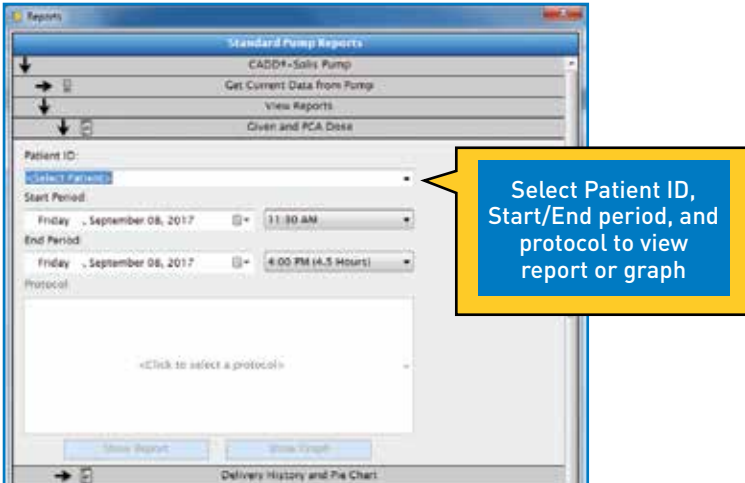 Reports
Standard Pump Reports
CADD®-Solis Pump
Get Current Data from Pump
View Reports
Given and PCA Dose
Patient ID:
<Select Patient>
Start Period:
Friday , September 08, 2017
11:30 AM
End Period:
Friday , September 08, 2017
4:00 PM (4.5 Hours)
Protocol:
<Click to select a protocol>
Show Report
Show Graph
Delivery History and Pie Chart
Select Patient ID,
Start/End period, and
protocol to view
report or graph